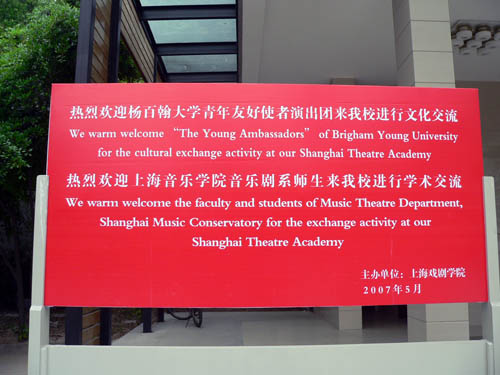 热烈欢迎杨百翰大学青年友好使者演出团来我校进行文化交流
We warm welcome “The Young Ambassadors” of Brigham Young University
for the cultural exchange activity at our Shanghai Theatre Academy
热烈欢迎上海音乐学院音乐剧系师生来我校进行学术交流
We warm welcome the faculty and students of Music Theatre Department,
Shanghai Music Conservatory for the exchange activity at our
Shanghai Theatre Academy
主办单位：上海戏剧学院
2007年5月